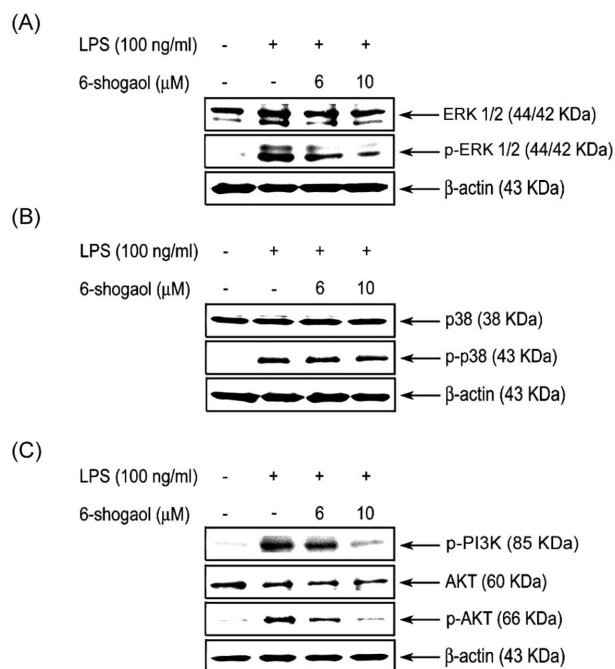 (A)
LPS (100 ng/ml) - + + +
6-shogaol (μM) - - 6 10
ERK 1/2 (44/42 KDa)
p-ERK 1/2 (44/42 KDa)
β-actin (43 KDa)
(B)
LPS (100 ng/ml) - + + +
6-shogaol (μM) - - 6 10
p38 (38 KDa)
p-p38 (43 KDa)
β-actin (43 KDa)
(C)
LPS (100 ng/ml) - + + +
6-shogaol (μM) - - 6 10
p-PI3K (85 KDa)
AKT (60 KDa)
p-AKT (66 KDa)
β-actin (43 KDa)